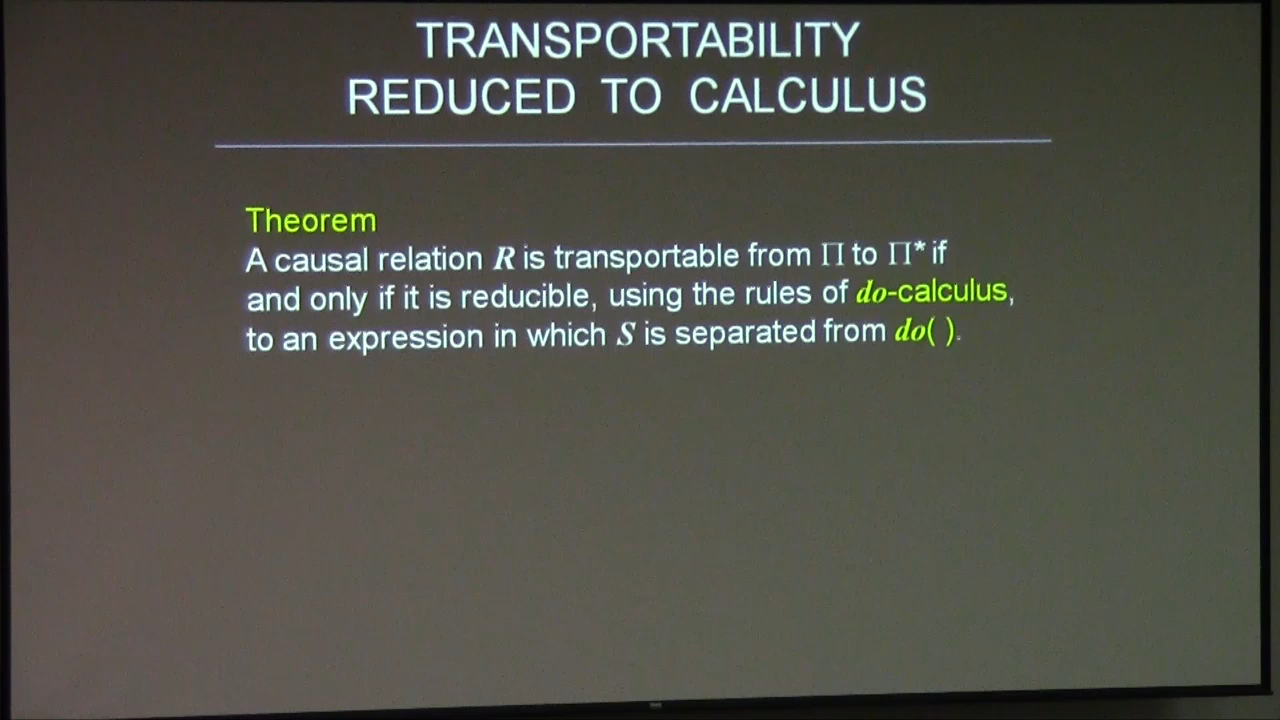 TRANSPORTABILITY
REDUCED TO CALCULUS
Theorem
A causal relation R is transportable from Π to Π* if
and only if it is reducible, using the rules of do-calculus,
to an expression in which S is separated from do( ).